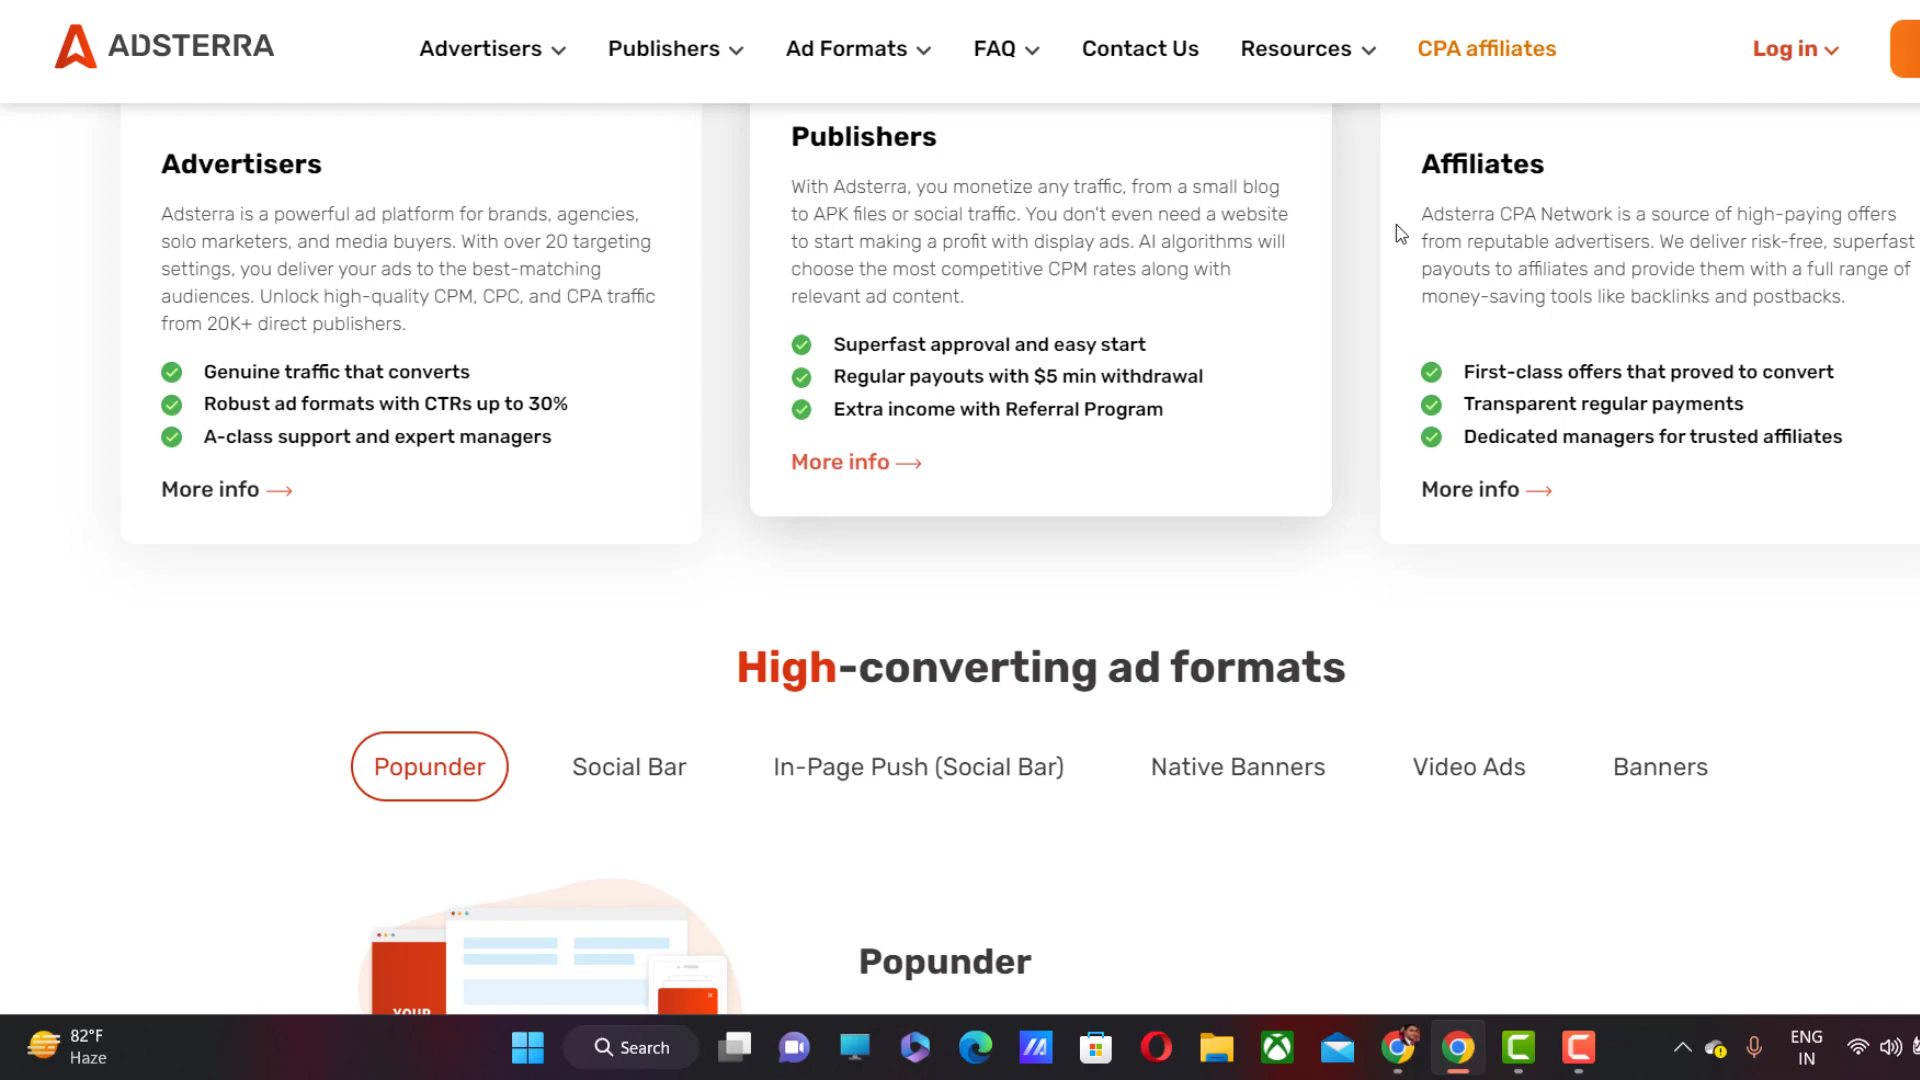 ADSTERRA
Advertisers
Publishers
Ad Formats
FAQ
Contact Us
Resources
CPA affiliates
Log in
Advertisers
Adsterra is a powerful ad platform for brands, agencies,
solo marketers, and media buyers. With over 20 targeting
settings, you deliver your ads to the best-matching
audiences. Unlock high-quality CPM, CPC, and CPA traffic
from 20K+ direct publishers.
Genuine traffic that converts
Robust ad formats with CTRs up to 30%
A-class support and expert managers
More info
Publishers
With Adsterra, you monetize any traffic, from a small blog
to APK files or social traffic. You don't even need a website
to start making a profit with display ads. AI algorithms will
choose the most competitive CPM rates along with
relevant ad content.
Superfast approval and easy start
Regular payouts with $5 min withdrawal
Extra income with Referral Program
More info
Affiliates
Adsterra CPA Network is a source of high-paying offers
from reputable advertisers. We deliver risk-free, superfast
payouts to affiliates and provide them with a full range of
money-saving tools like backlinks and postbacks.
First-class offers that proved to convert
Transparent regular payments
Dedicated managers for trusted affiliates
More info
High-converting ad formats
Popunder
Social Bar
In-Page Push (Social Bar)
Native Banners
Video Ads
Banners
YOUR
Popunder
82°F
Haze
Search
ENG
IN